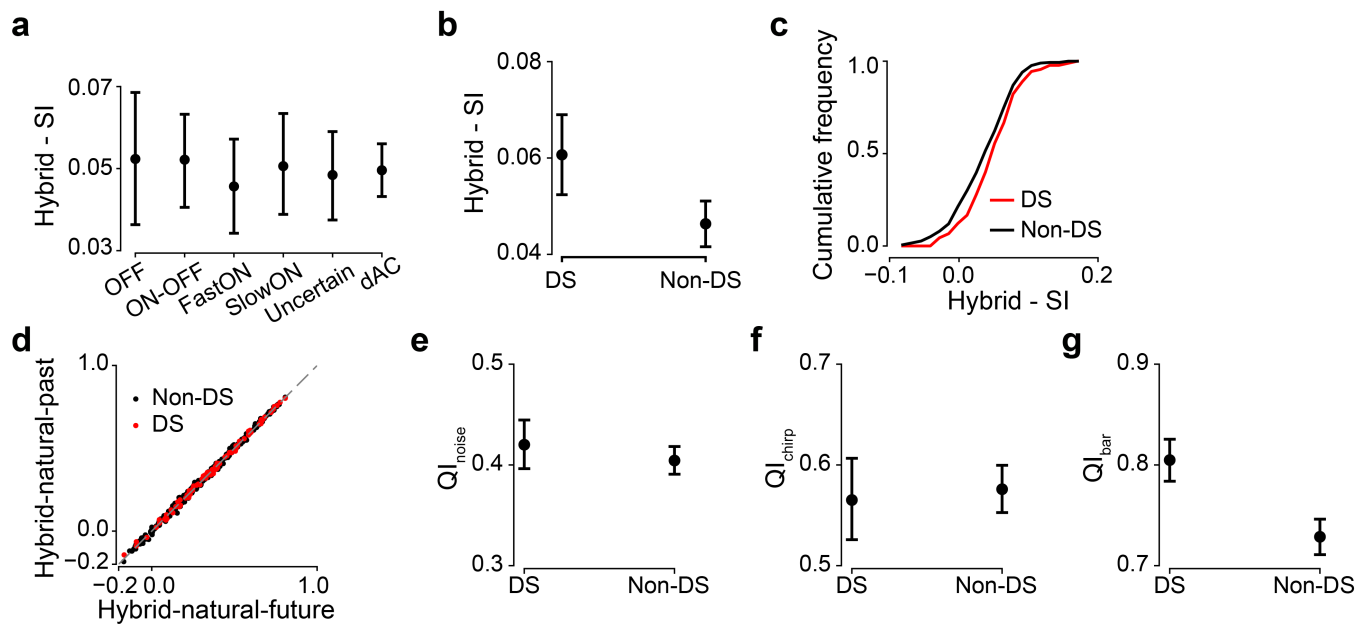 a
Hybrid - SI
0.07
0.05
0.03
OFF
ON-OFF
FastON
SlowON
Uncertain
dAC
b
Hybrid - SI
0.08
0.06
0.04
DS
Non-DS
c
Cumulative frequency
1.0
0.5
0.0
DS
Non-DS
−0.1
0.0
0.2
Hybrid - SI
d
Hybrid-natural-past
1.0
0.0
−0.2
Non-DS
DS
−0.2
0.0
1.0
Hybrid-natural-future
e
QInoise
0.5
0.4
0.3
DS
Non-DS
f
QIchirp
0.7
0.6
0.5
DS
Non-DS
g
QIbar
0.9
0.8
0.7
DS
Non-DS